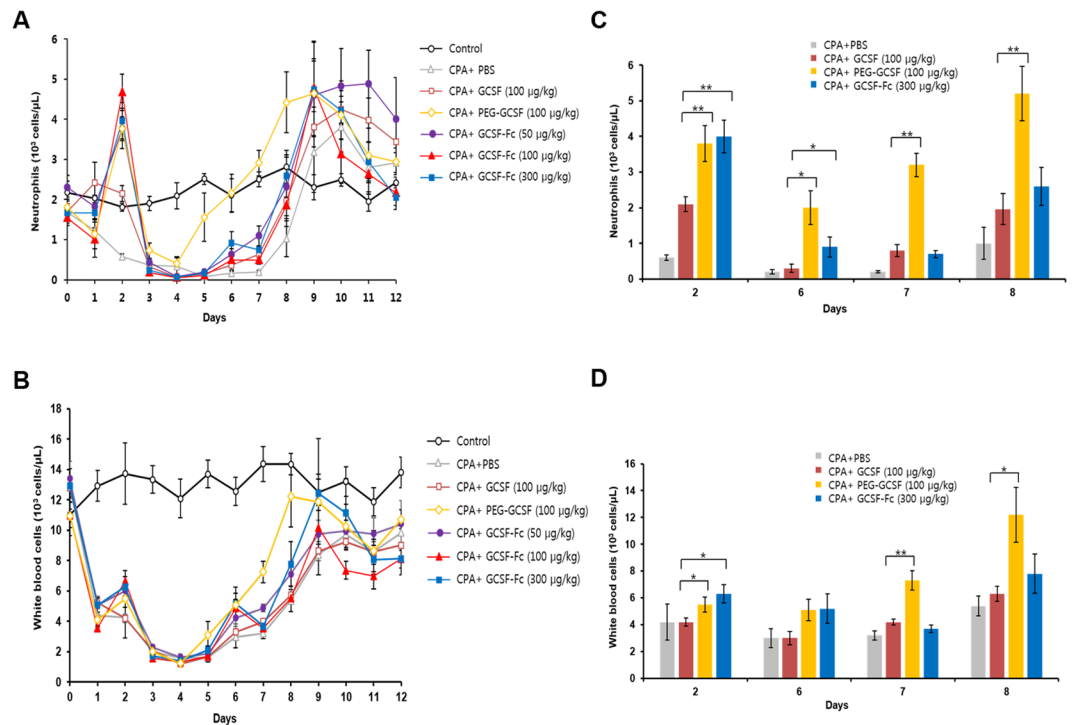 A
Neutrophils (10³ cells/µL)
6
5
4
3
2
1
0
0 1 2 3 4 5 6 7 8 9 10 11 12
Days
Control
CPA+ PBS
CPA+ GCSF (100 µg/kg)
CPA+ PEG-GCSF (100 µg/kg)
CPA+ GCSF-Fc (50 µg/kg)
CPA+ GCSF-Fc (100 µg/kg)
CPA+ GCSF-Fc (300 µg/kg)
C
Neutrophils (10³ cells/µL)
6
5
4
3
2
1
0
CPA+PBS
CPA+ GCSF (100 µg/kg)
CPA+ PEG-GCSF (100 µg/kg)
CPA+ GCSF-Fc (300 µg/kg)
**
**
*
*
**
**
2 6 7 8
Days
B
White blood cells (10³ cells/µL)
18
16
14
12
10
8
6
4
2
0
0 1 2 3 4 5 6 7 8 9 10 11 12
Days
Control
CPA+PBS
CPA+ GCSF (100 µg/kg)
CPA+ PEG-GCSF (100 µg/kg)
CPA+ GCSF-Fc (50 µg/kg)
CPA+ GCSF-Fc (100 µg/kg)
CPA+ GCSF-Fc (300 µg/kg)
D
White blood cells (10³ cells/µL)
16
14
12
10
8
6
4
2
0
CPA+PBS
CPA+ GCSF (100 µg/kg)
CPA+ PEG-GCSF (100 µg/kg)
CPA+ GCSF-Fc (300 µg/kg)
*
*
**
*
2 6 7 8
Days